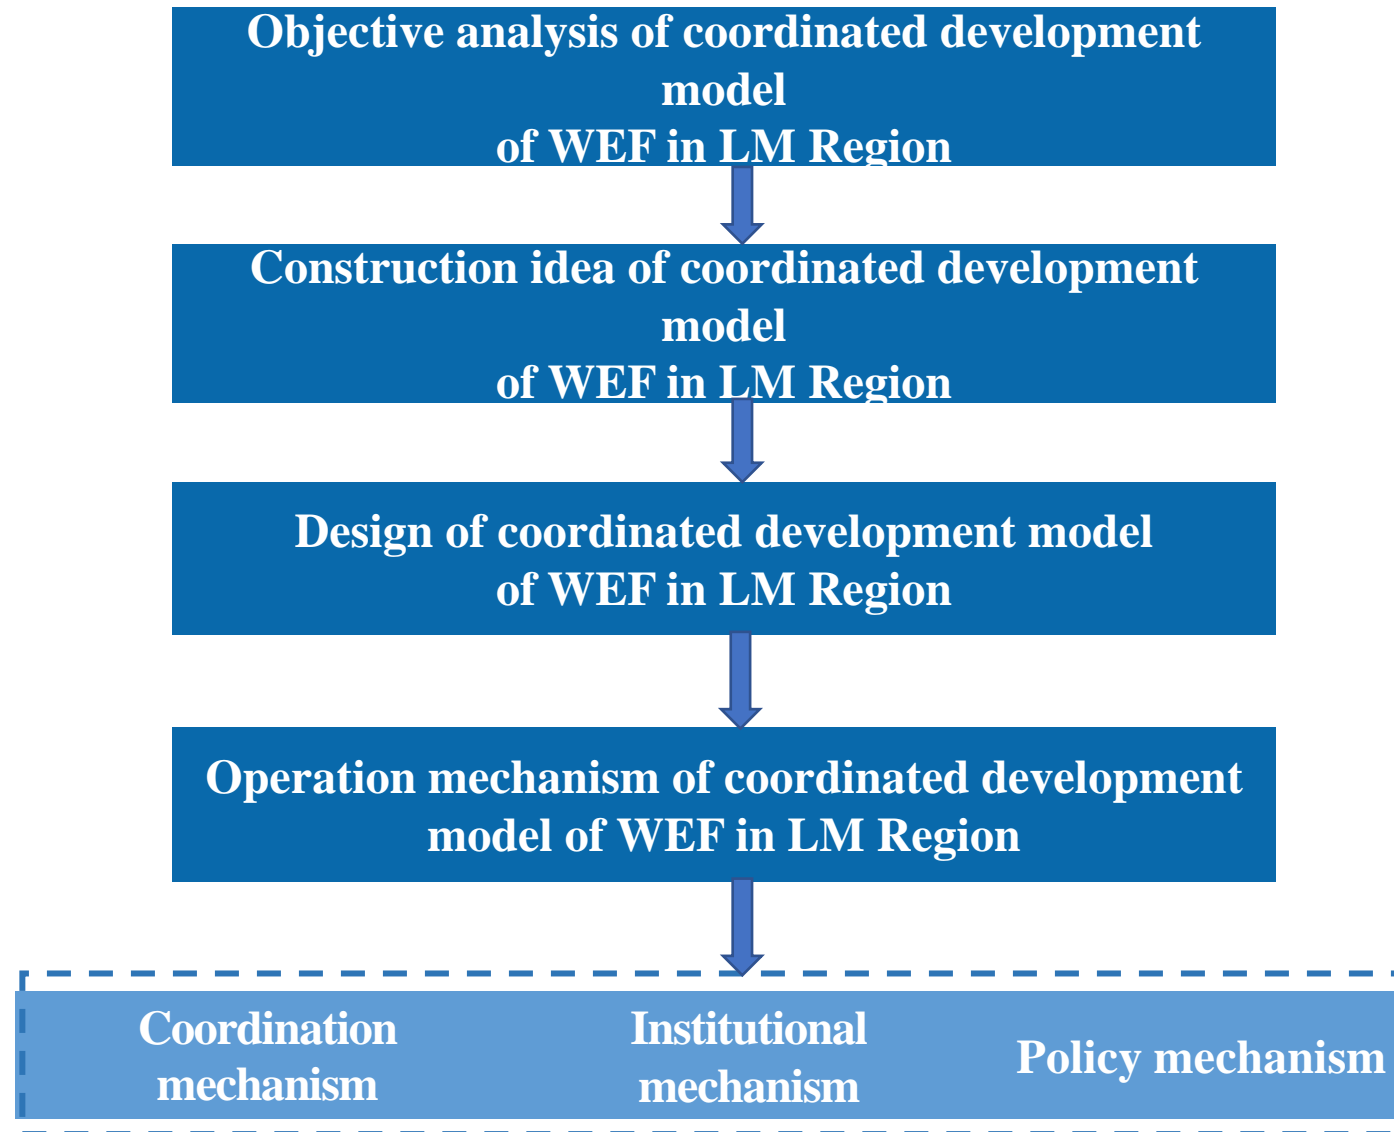 Objective analysis of coordinated development
model
of WEF in LM Region
Construction idea of coordinated development
model
of WEF in LM Region
Design of coordinated development model
of WEF in LM Region
Operation mechanism of coordinated development
model of WEF in LM Region
Coordination
mechanism
Institutional
mechanism
Policy mechanism